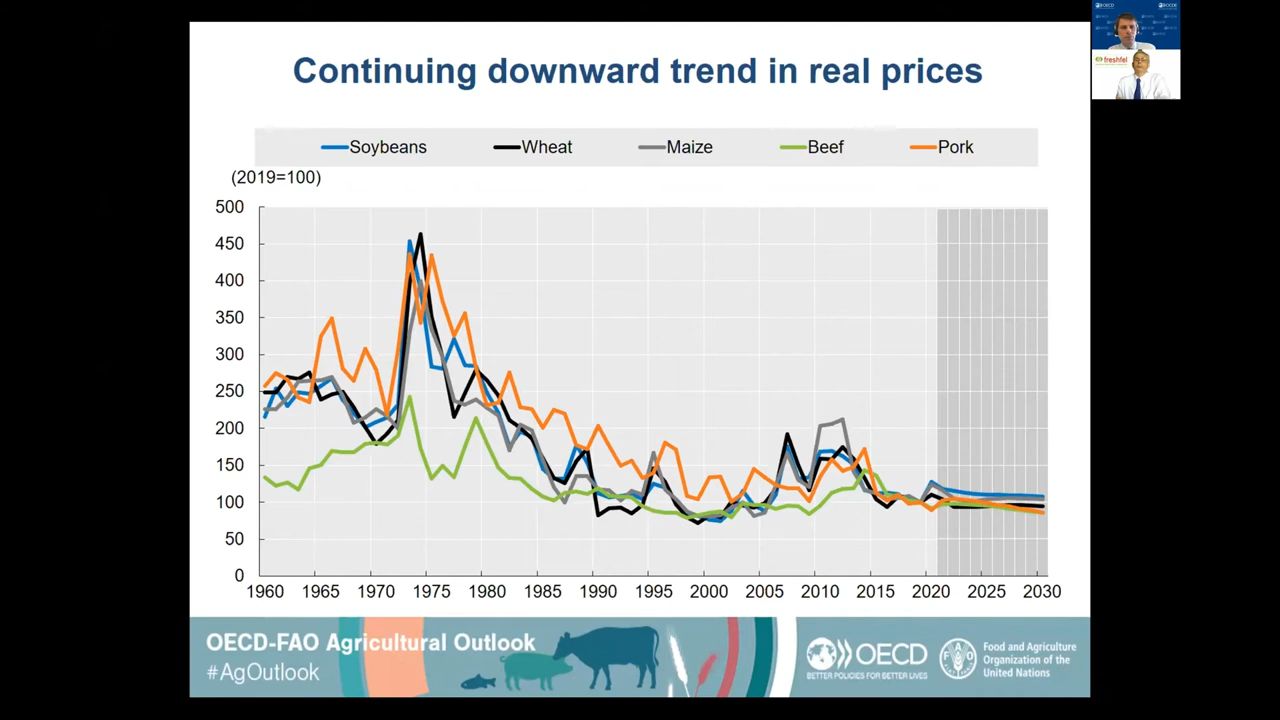 Continuing downward trend in real prices
Soybeans Wheat Maize Beef Pork
(2019=100)
500
450
400
350
300
250
200
150
100
50
0
1960 1965 1970 1975 1980 1985 1990 1995 2000 2005 2010 2015 2020 2025 2030
OECD-FAO Agricultural Outlook
#AgOutlook
OECD
BETTER POLICIES FOR BETTER LIVES
Food and Agriculture
Organization of the
United Nations
OECD
freshfel